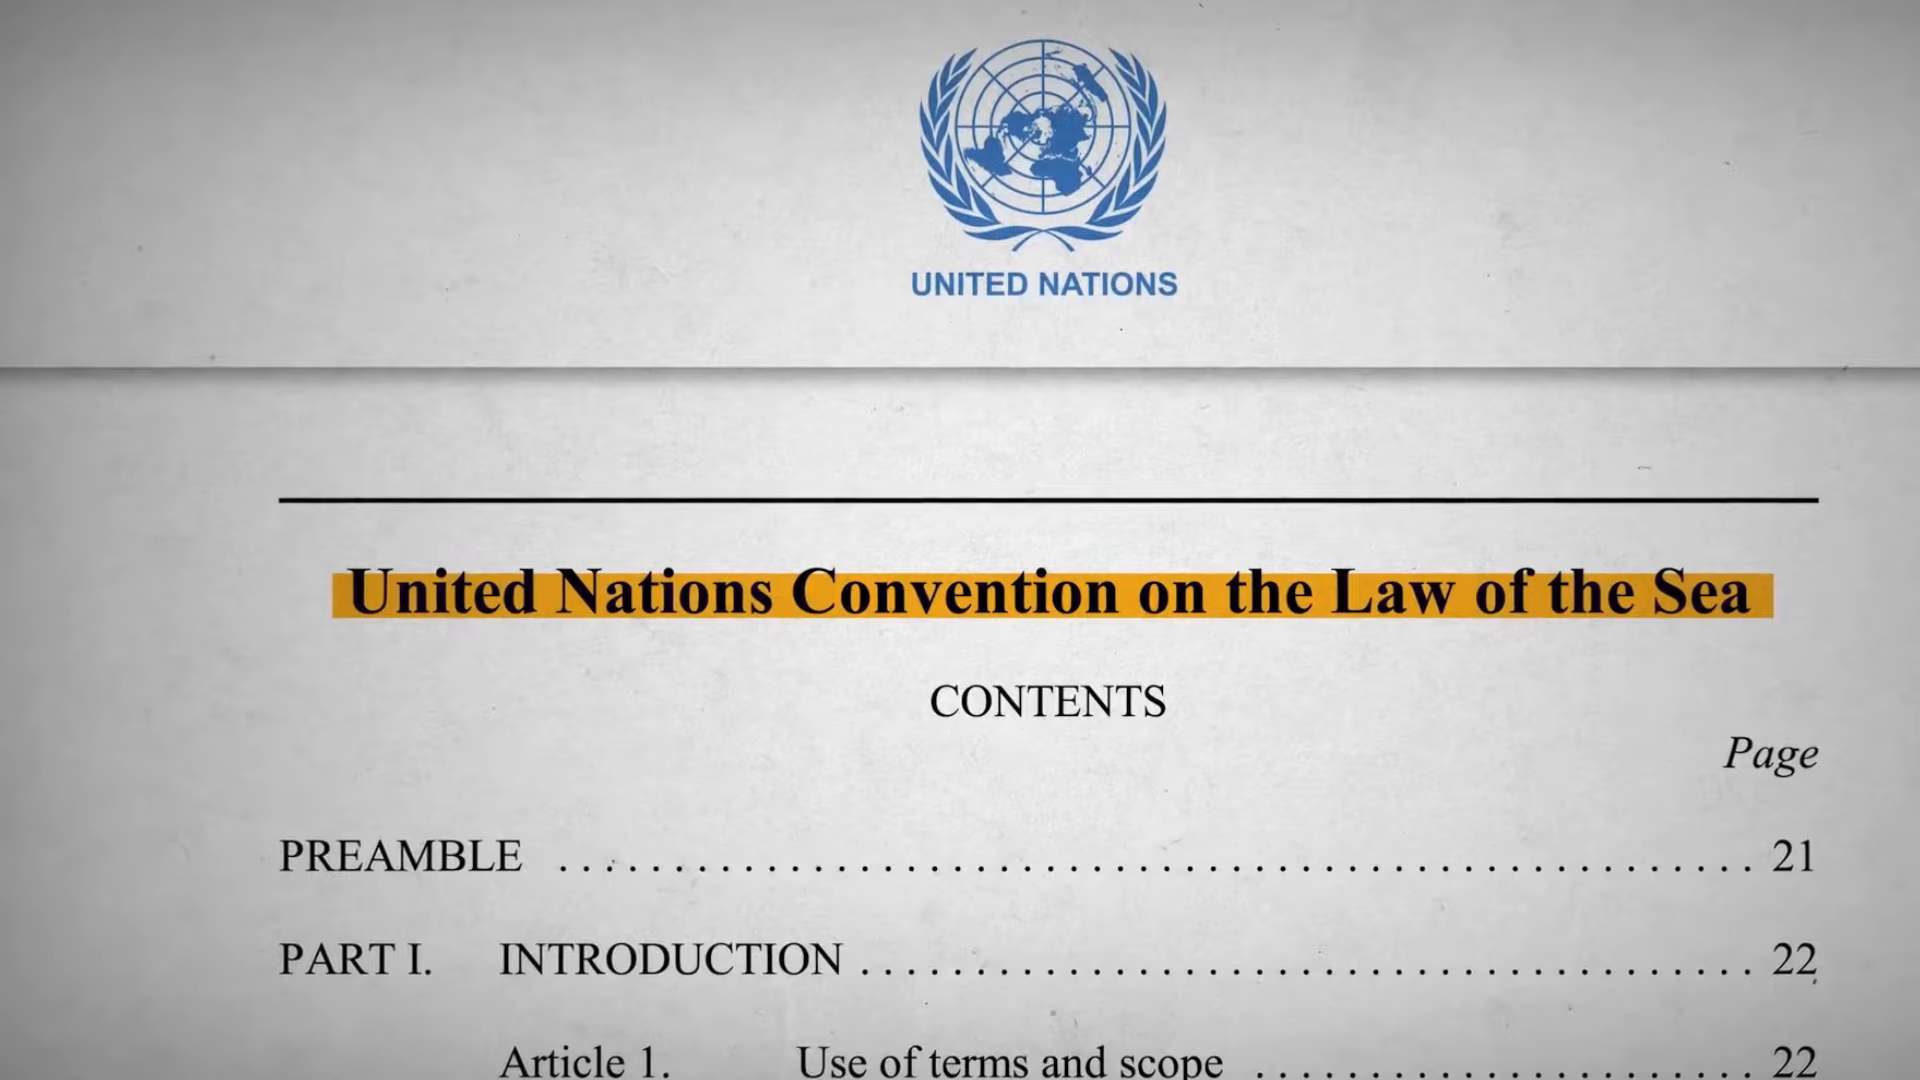 UNITED NATIONS
United Nations Convention on the Law of the Sea
CONTENTS
Page
PREAMBLE . . . . . . . . . . . . . . . . . . . . . . . . . . . . . . . . . . . . . . . . . . . . . . . . . . . . 21
PART I. INTRODUCTION . . . . . . . . . . . . . . . . . . . . . . . . . . . . . . . . . . . . . . . 22
Article 1. Use of terms and scope . . . . . . . . . . . . . . . . . . . . . . 22